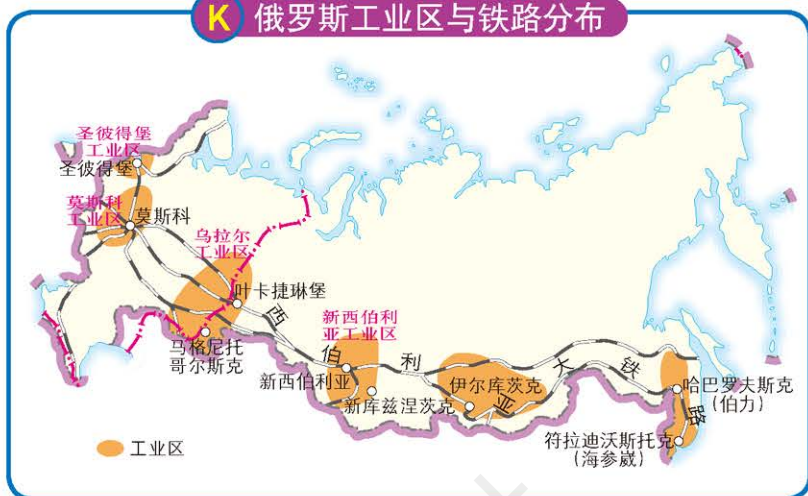 K 俄罗斯工业区与铁路分布
圣彼得堡
工业区
圣彼得堡
莫斯科
工业区
莫斯科
乌拉尔
工业区
叶卡捷琳堡
马格尼托
哥尔斯克
新西伯利
亚工业区
新西伯利亚
新库兹涅茨克
伊尔库茨克
西伯利亚大铁路
哈巴罗夫斯克
(伯力)
符拉迪沃斯托克
(海参崴)
工业区